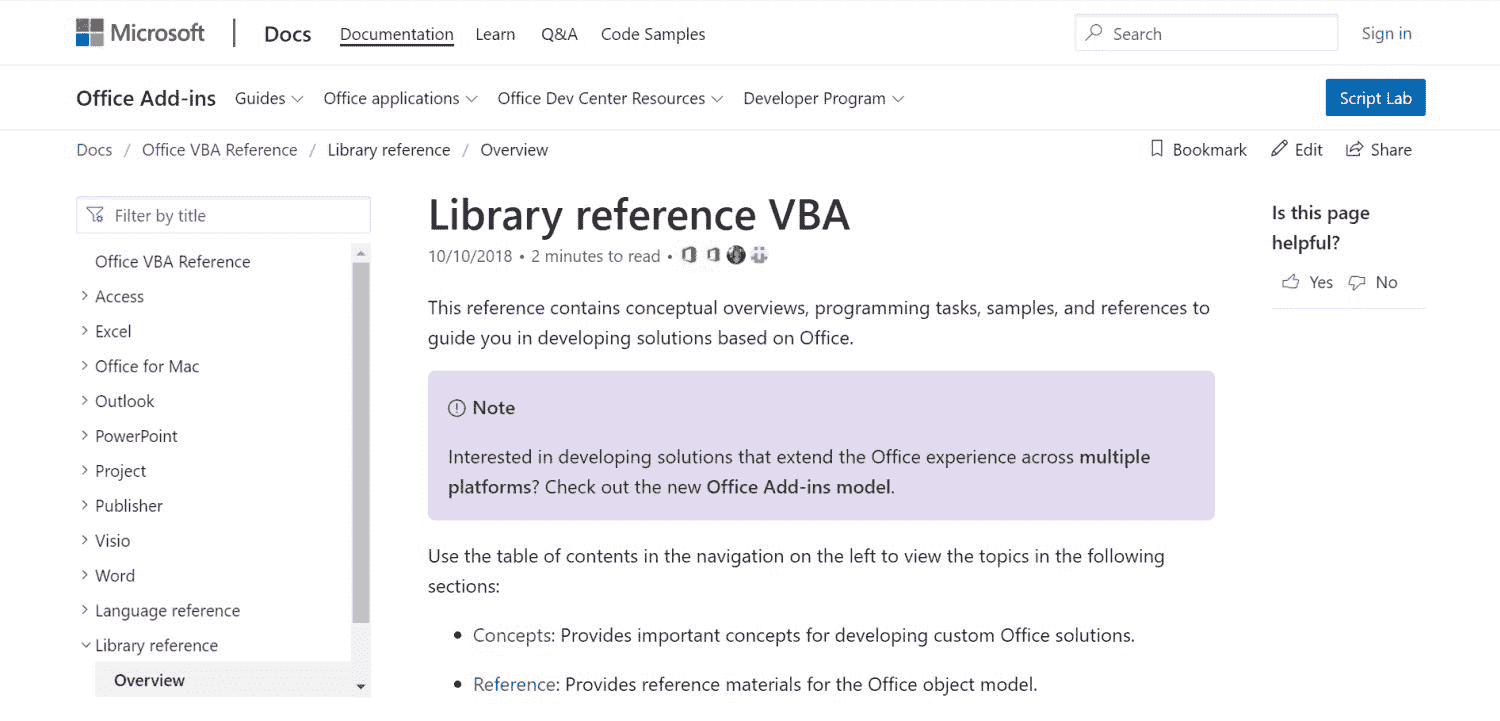 Microsoft Docs Documentation Learn Q&A Code Samples Search Sign in
Office Add-ins Guides Office applications Office Dev Center Resources Developer Program Script Lab
Docs / Office VBA Reference / Library reference / Overview Bookmark Edit Share
Filter by title
Office VBA Reference
Access
Excel
Office for Mac
Outlook
PowerPoint
Project
Publisher
Visio
Word
Language reference
Library reference
Overview
Library reference VBA
10/10/2018 • 2 minutes to read •
This reference contains conceptual overviews, programming tasks, samples, and references to
guide you in developing solutions based on Office.
Note
Interested in developing solutions that extend the Office experience across multiple
platforms? Check out the new Office Add-ins model.
Use the table of contents in the navigation on the left to view the topics in the following
sections:
• Concepts: Provides important concepts for developing custom Office solutions.
• Reference: Provides reference materials for the Office object model.
Is this page
helpful?
Yes No